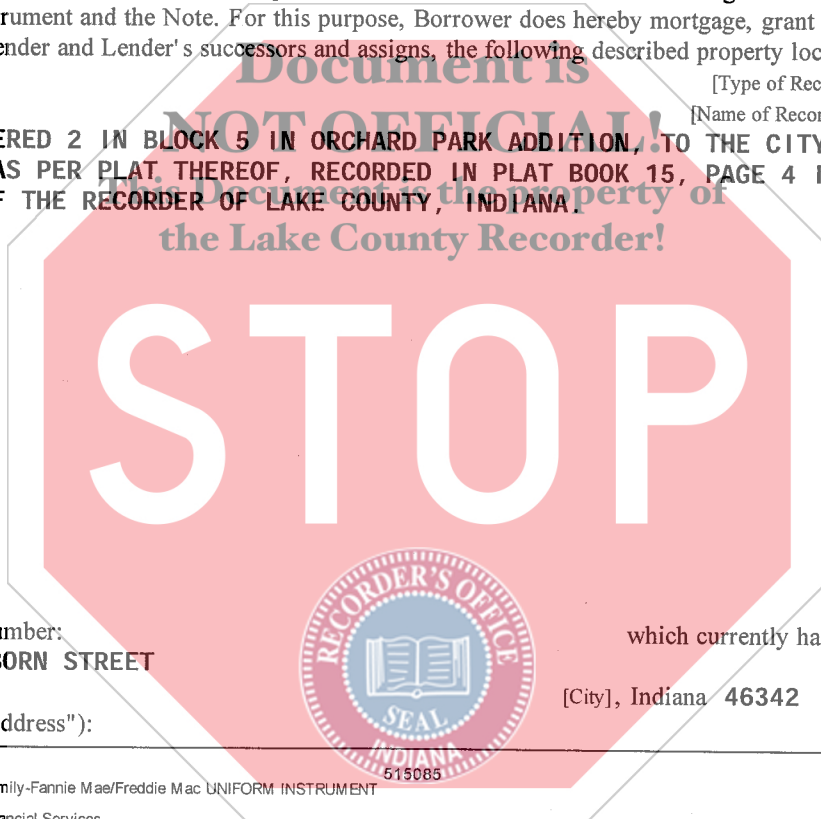 rument and the Note. For this purpose, Borrower does hereby mortgage, grant
ender and Lender's successors and assigns, the following described property loc
Document is
[Type of Rec
[Name of Recor
NOT OFFICIAL!
ERED 2 IN BLOCK 5 IN ORCHARD PARK ADDITION, TO THE CITY
AS PER PLAT THEREOF, RECORDED IN PLAT BOOK 15, PAGE 4
This Document is the property of
F THE RECORDER OF LAKE COUNTY, INDIANA.
the Lake County Recorder!
STOP
RECORDER'S OFFICE
SEAL
INDIANA
umber:
which currently ha
BORN STREET
[City], Indiana 46342
ddress"):
515085
mily-Fannie Mae/Freddie Mac UNIFORM INSTRUMENT